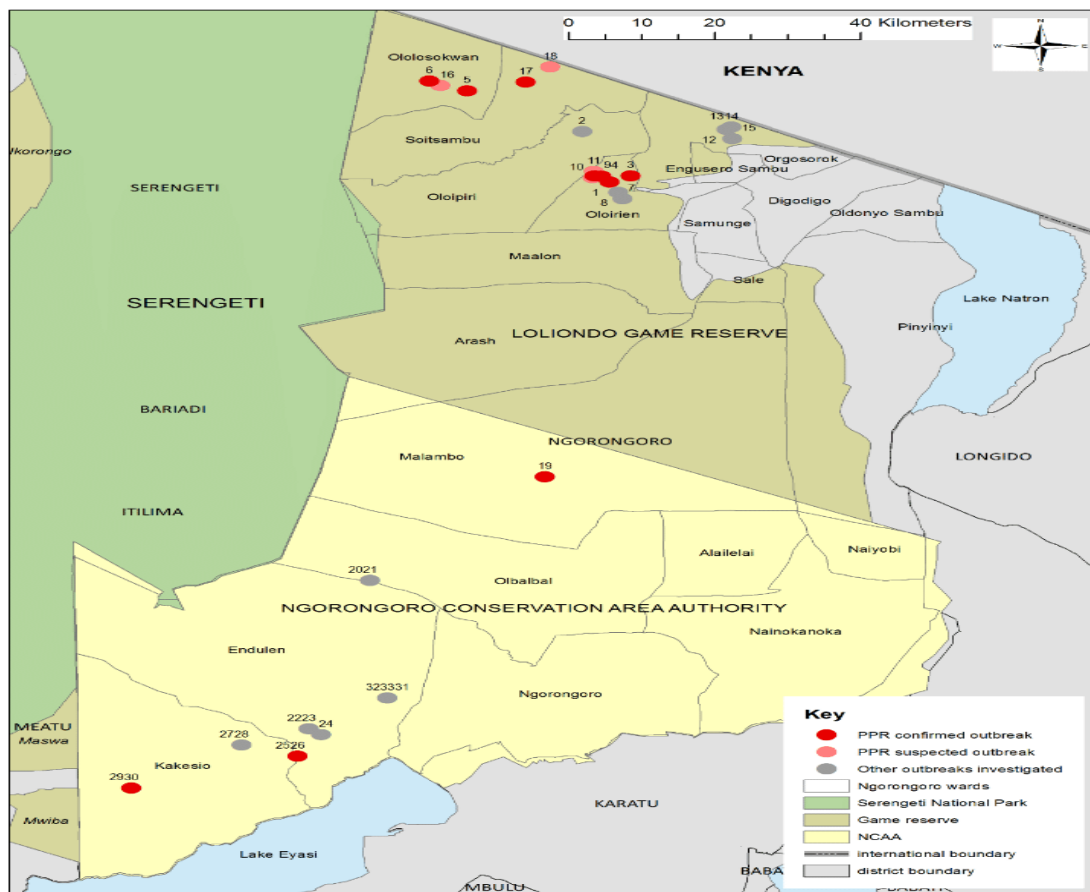 0 10 20 40 Kilometers
N
W E
S
KENYA
Ololosokwan
18
6 16 5 17
2
1314
15
12
Soitsambu
Ikorongo
SERENGETI
Orgosorok
Engusero Sambu
11 94 3
10
1 7
8
Ololpiri
Oloirien
Digodigo
Oldonyo Sambu
Samunge
Maalon
Sale
SERENGETI
Lake Natron
LOLIONDO GAME RESERVE
Pinyinyi
Arash
BARIADI
NGORONGORO
Malambo
LONGIDO
19
ITILIMA
Alailelai
Naiyobi
2021
Olbalbal
NGORONGORO CONSERVATION AREA AUTHORITY
Nainokanoka
Endulen
Ngorongoro
323331
2223
24
2728
2526
MEATU
Maswa
Kakesio
2930
Mwiba
KARATU
Lake Eyasi
MBULU
BABA
Key
PPR confirmed outbreak
PPR suspected outbreak
Other outbreaks investigated
Ngorongoro wards
Serengeti National Park
Game reserve
NCAA
international boundary
district boundary